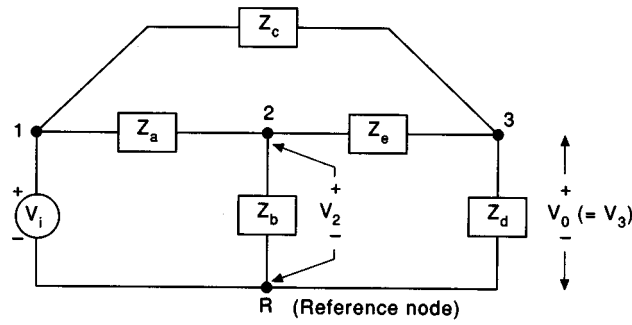 Z_c
1
2
3
Z_a
Z_e
+
V_i
−
Z_b
+
V_2
−
Z_d
+
V_0 (= V_3)
−
R (Reference node)